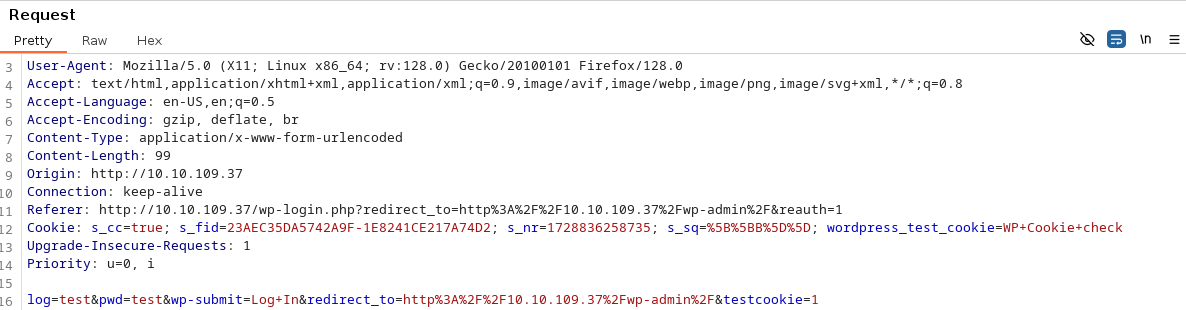 Request
Pretty Raw Hex \n
3 User-Agent: Mozilla/5.0 (X11; Linux x86_64; rv:128.0) Gecko/20100101 Firefox/128.0
4 Accept: text/html,application/xhtml+xml,application/xml;q=0.9,image/avif,image/webp,image/png,image/svg+xml,*/*;q=0.8
5 Accept-Language: en-US,en;q=0.5
6 Accept-Encoding: gzip, deflate, br
7 Content-Type: application/x-www-form-urlencoded
8 Content-Length: 99
9 Origin: http://10.10.109.37
10 Connection: keep-alive
11 Referer: http://10.10.109.37/wp-login.php?redirect_to=http%3A%2F%2F10.10.109.37%2Fwp-admin%2F&reauth=1
12 Cookie: s_cc=true; s_fid=23AEC35DA5742A9F-1E8241CE217A74D2; s_nr=1728836258735; s_sq=%5B%5BB%5D%5D; wordpress_test_cookie=WP+Cookie+check
13 Upgrade-Insecure-Requests: 1
14 Priority: u=0, i
15
16 log=test&pwd=test&wp-submit=Log+In&redirect_to=http%3A%2F%2F10.10.109.37%2Fwp-admin%2F&testcookie=1